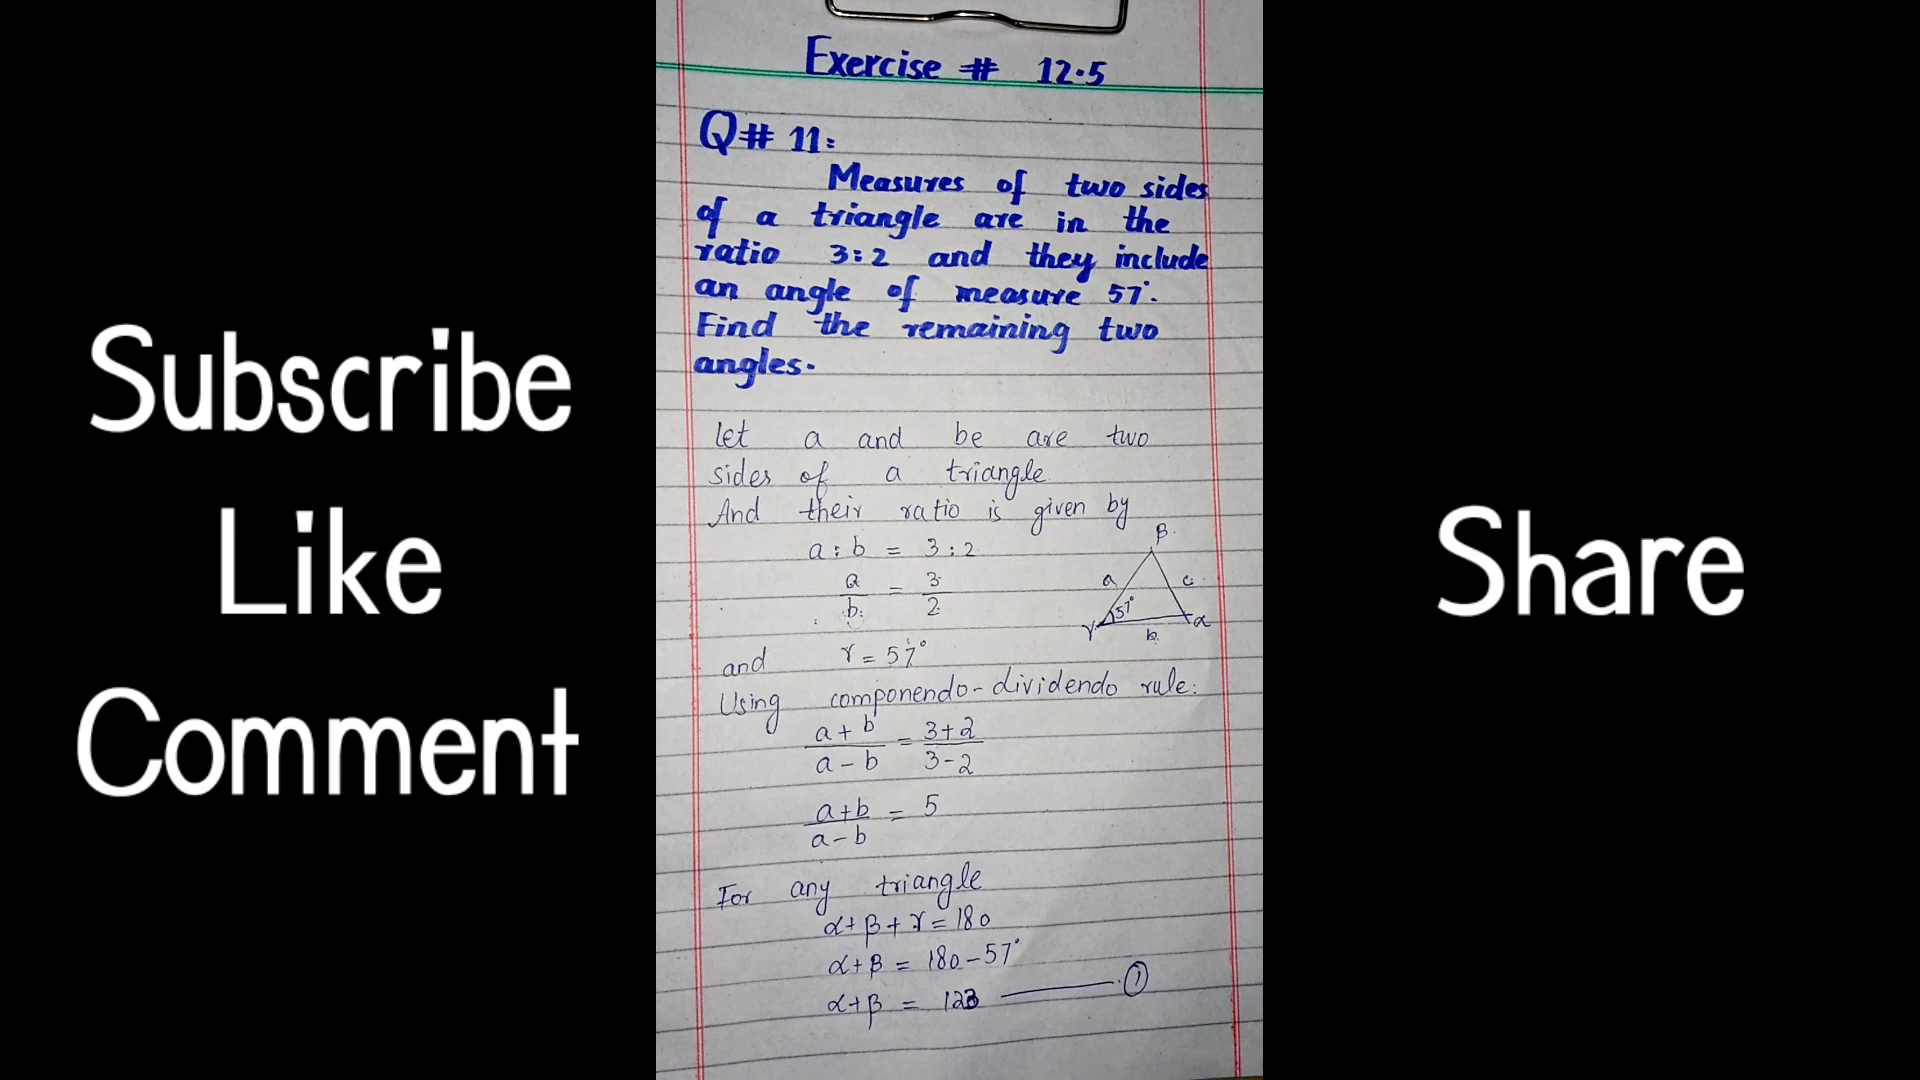 Subscribe
Like
Comment
Exercise # 12.5
Q# 11:
Measures of two sides
of a triangle are in the
ratio 3:2 and they include
an angle of measure 57°.
Find the remaining two
angles.
Let a and be are two
sides of a triangle
And their ratio is given by
a : b = 3 : 2
a/b = 3/2
β
a
c
57°
γ
α
b
and γ = 57°
Using componendo-dividendo rule:
a+b/a-b = 3+2/3-2
a+b/a-b = 5
For any triangle
α+β+γ = 180
α+β = 180-57°
α+β = 123 ——— ①
Share